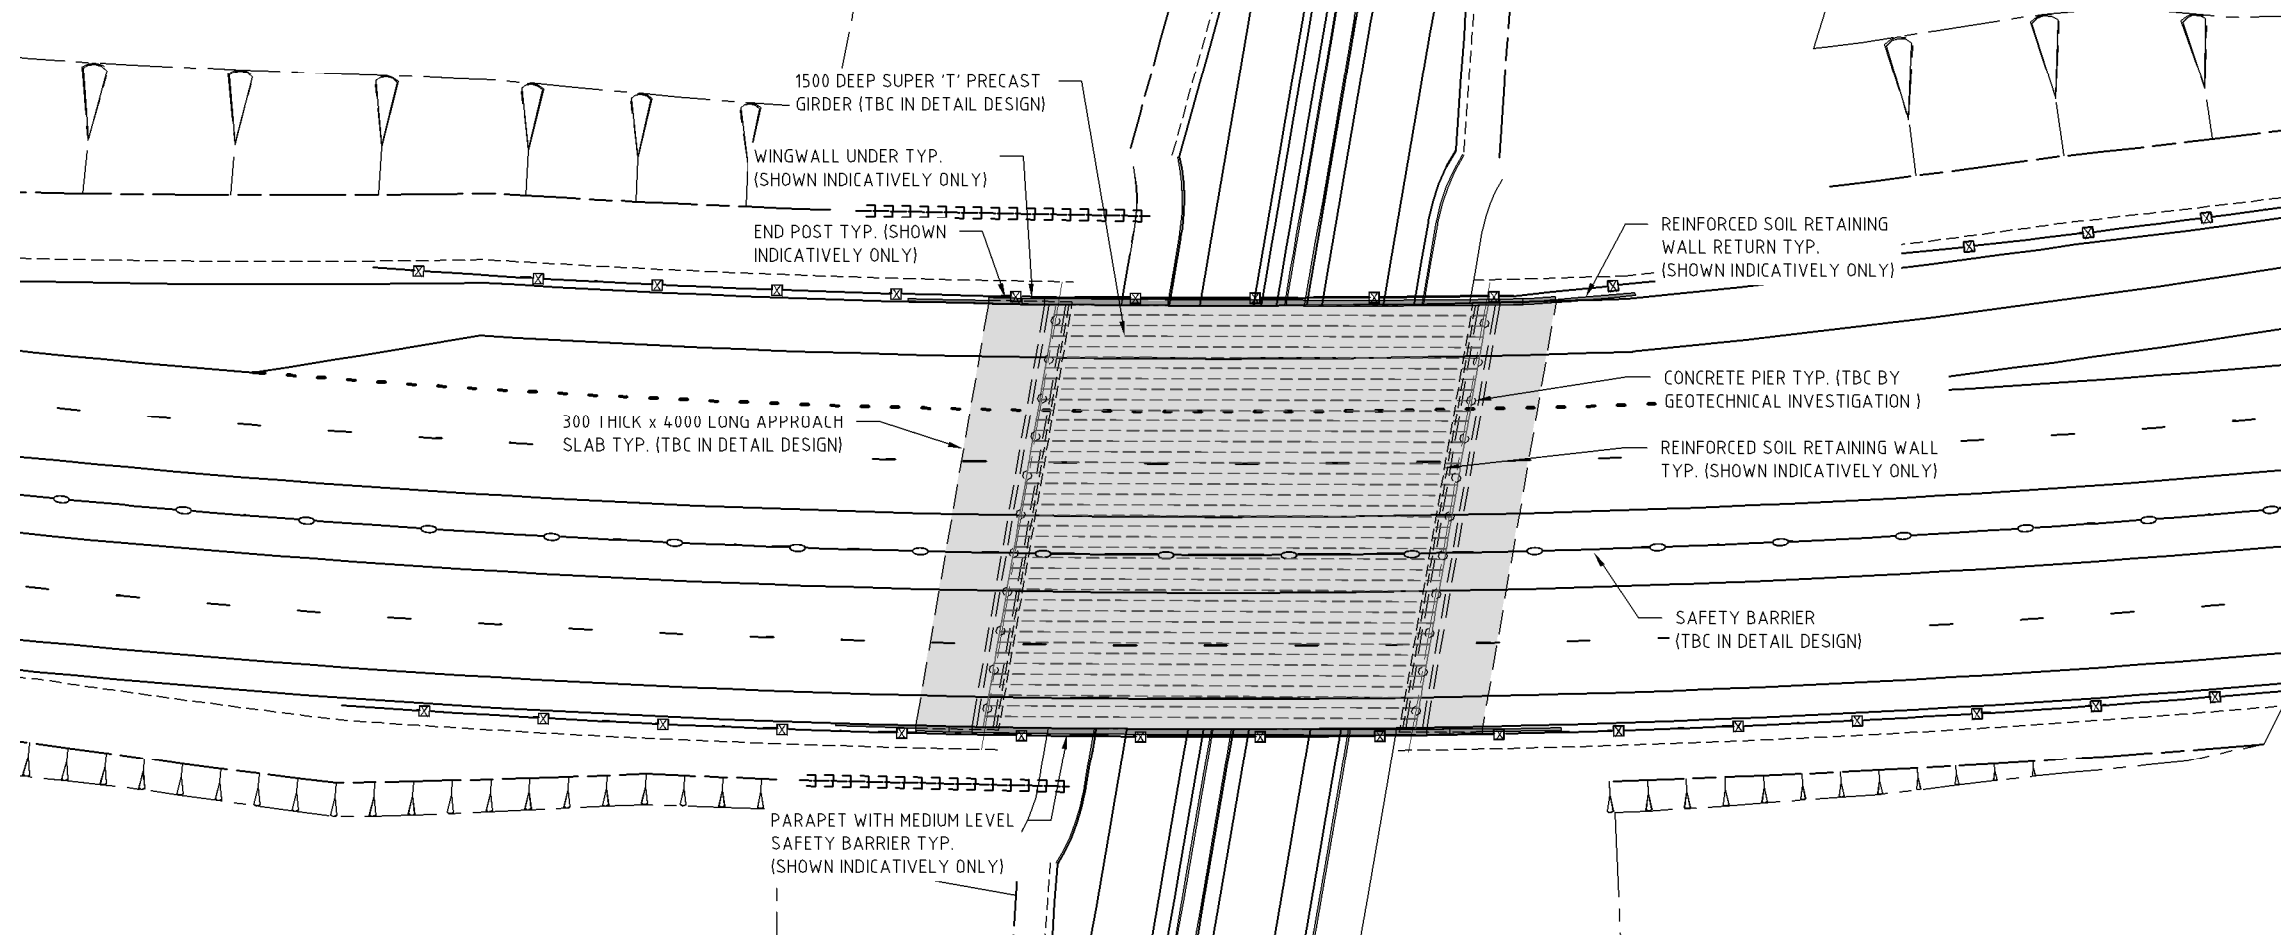 1500 DEEP SUPER 'T' PRECAST
GIRDER (TBC IN DETAIL DESIGN)
WINGWALL UNDER TYP.
(SHOWN INDICATIVELY ONLY)
END POST TYP. (SHOWN
INDICATIVELY ONLY)
REINFORCED SOIL RETAINING
WALL RETURN TYP.
(SHOWN INDICATIVELY ONLY)
CONCRETE PIER TYP. (TBC BY
GEOTECHNICAL INVESTIGATION )
300 THICK x 4000 LONG APPROACH
SLAB TYP. (TBC IN DETAIL DESIGN)
REINFORCED SOIL RETAINING WALL
TYP. (SHOWN INDICATIVELY ONLY)
SAFETY BARRIER
(TBC IN DETAIL DESIGN)
PARAPET WITH MEDIUM LEVEL
SAFETY BARRIER TYP.
(SHOWN INDICATIVELY ONLY)